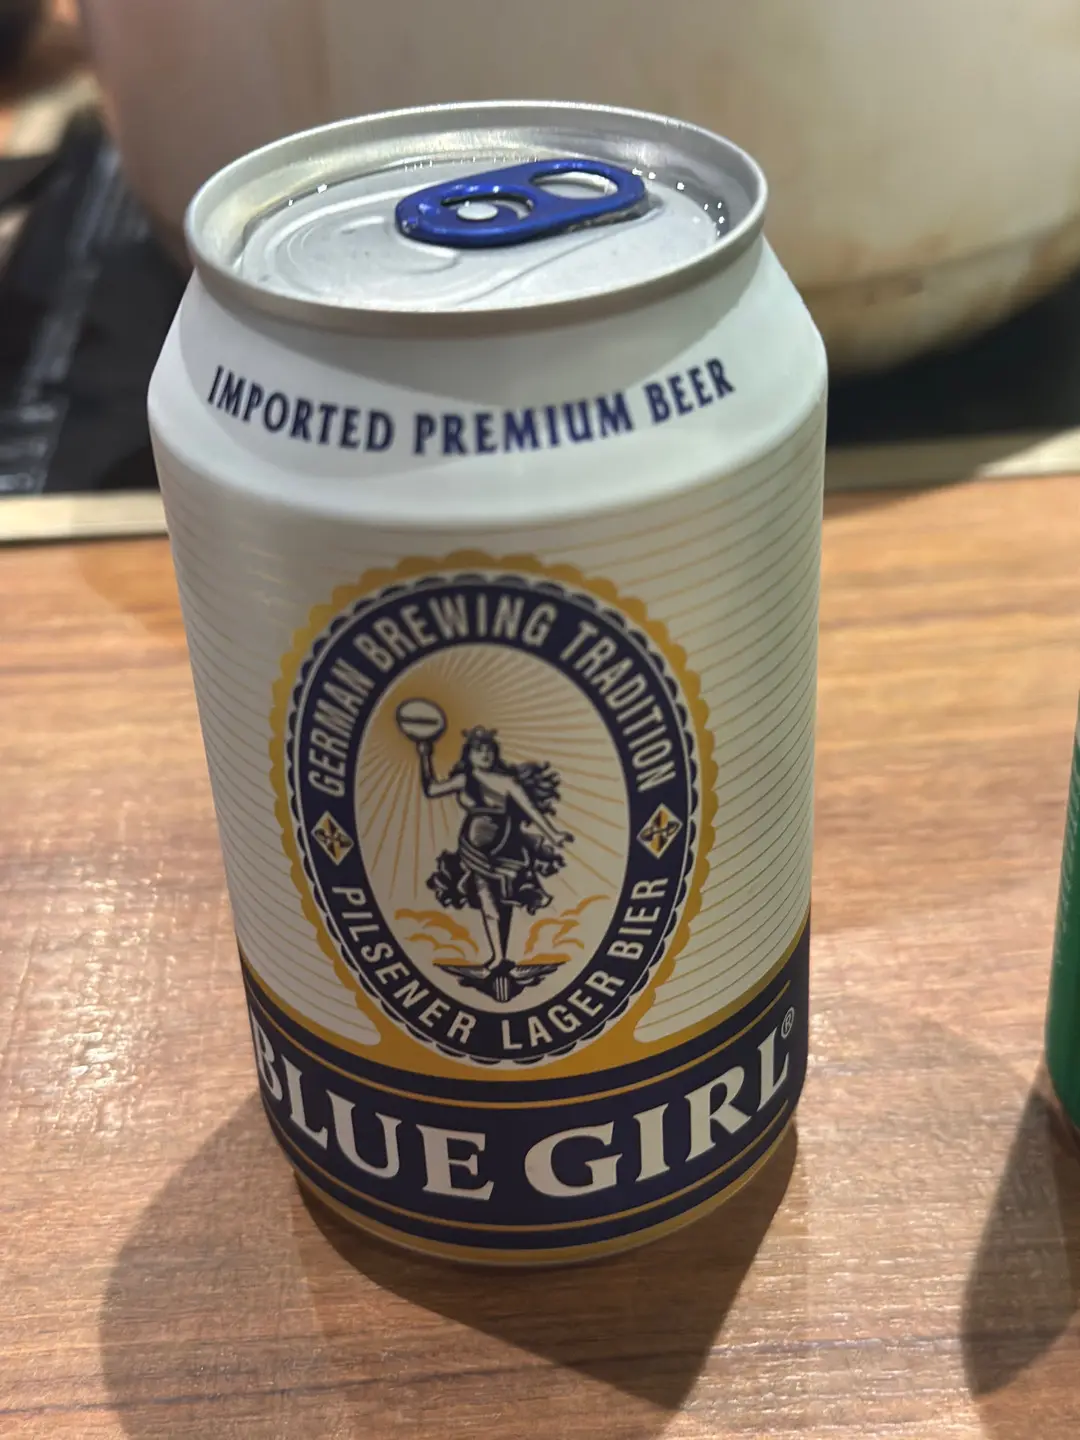 IMPORTED PREMIUM BEER
GERMAN BREWING TRADITION
PILSENER LAGER BIER
BLUE GIRL®